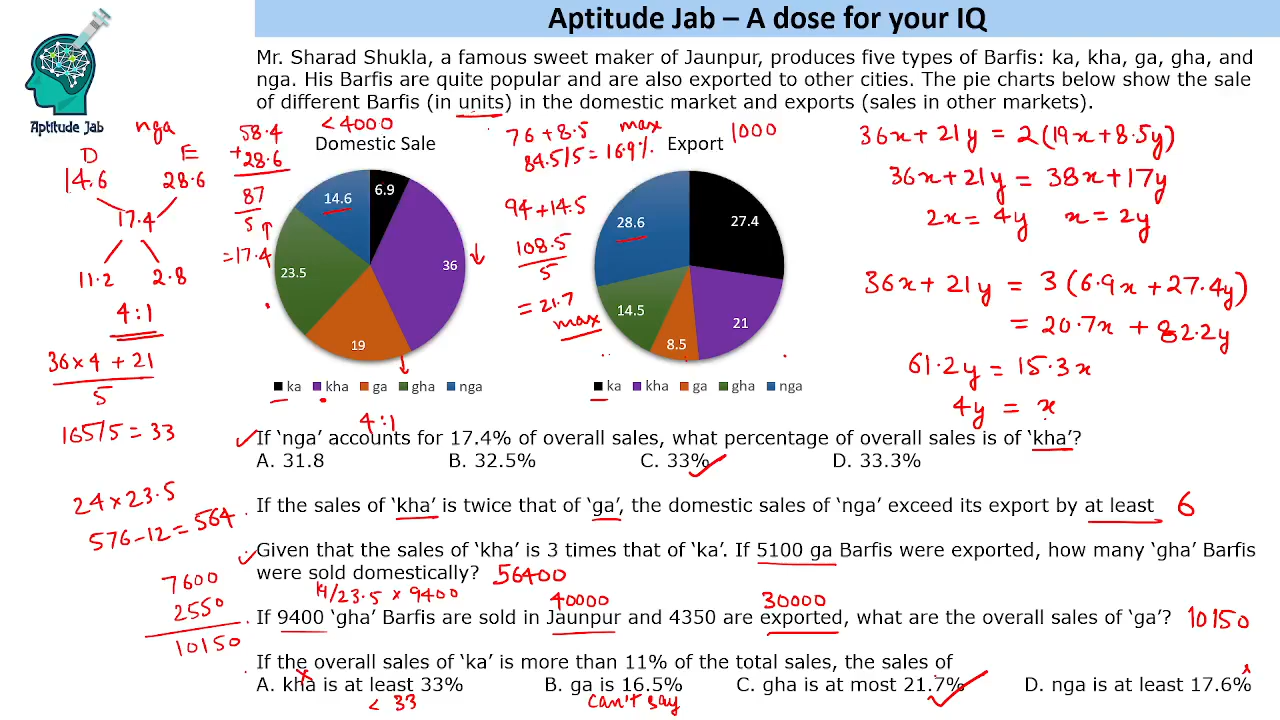 Aptitude Jab – A dose for your IQ
Aptitude Jab
Mr. Sharad Shukla, a famous sweet maker of Jaunpur, produces five types of Barfis: ka, kha, ga, gha, and
nga. His Barfis are quite popular and are also exported to other cities. The pie charts below show the sale
of different Barfis (in units) in the domestic market and exports (sales in other markets).
nga
D E
14.6 28.6
17.4
11.2 2.8
4:1
36x4 + 21
5
165/5 = 33
58.4
+28.6
87
5
=17.4
<4000
Domestic Sale
6.9
36
19
23.5
14.6
ka kha ga gha nga
4:1
76 + 8.5 max
84.5/5 = 16.9%
94 + 14.5
108.5
5
= 21.7
max
Export 1000
27.4
21
8.5
14.5
28.6
ka kha ga gha nga
36x + 21y = 2(19x + 8.5y)
36x + 21y = 38x + 17y
2x = 4y x = 2y
36x + 21y = 3(6.9x + 27.4y)
= 20.7x + 82.2y
61.2y = 15.3x
4y = x
If ‘nga’ accounts for 17.4% of overall sales, what percentage of overall sales is of ‘kha’?
A. 31.8 B. 32.5% C. 33% D. 33.3%
24 x 23.5
576-12 = 564
If the sales of ‘kha’ is twice that of ‘ga’, the domestic sales of ‘nga’ exceed its export by at least 6
Given that the sales of ‘kha’ is 3 times that of ‘ka’. If 5100 ga Barfis were exported, how many ‘gha’ Barfis
were sold domestically? 56400
7600
2550
10150
19/23.5 x 9400 40000 30000
If 9400 ‘gha’ Barfis are sold in Jaunpur and 4350 are exported, what are the overall sales of ‘ga’? 10150
If the overall sales of ‘ka’ is more than 11% of the total sales, the sales of
A. kha is at least 33% B. ga is 16.5% C. gha is at most 21.7% D. nga is at least 17.6%
< 33 can't say